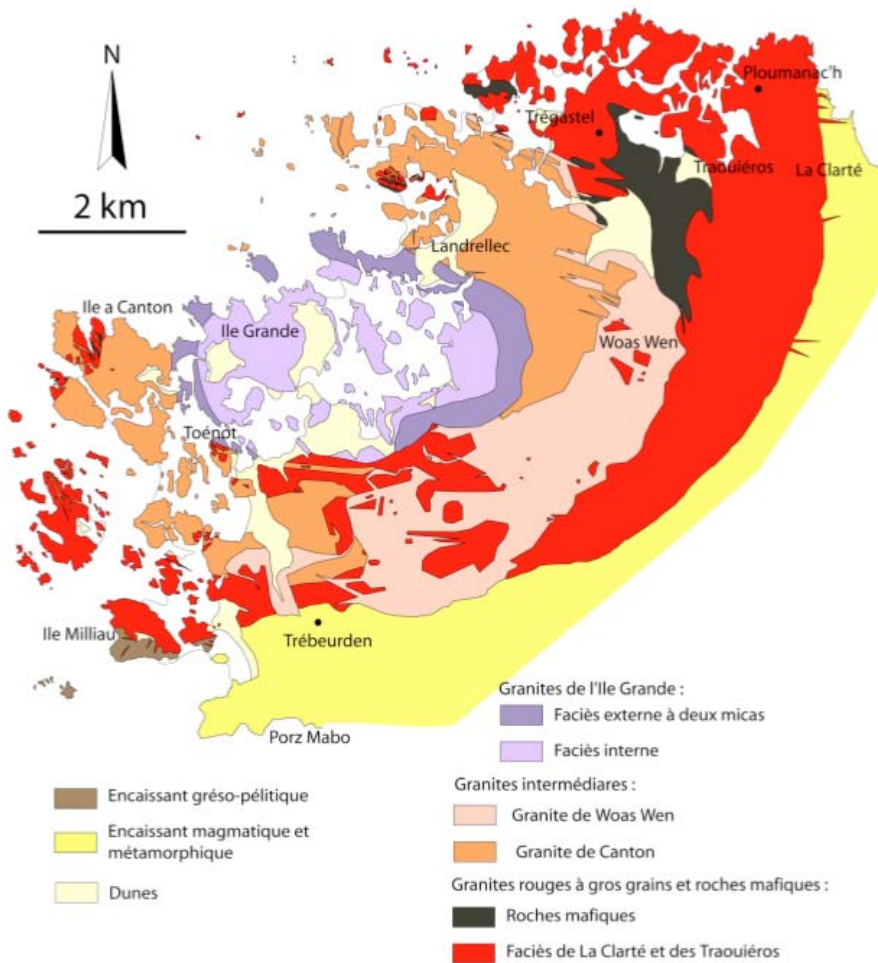 N
2 km
Ploumanac'h
Trégastel
Traouiéros
La Clarté
Landrellec
Ile a Canton
Ile Grande
Woas Wen
Toénot
Ile Milliau
Trébeurden
Porz Mabo
Granites de l'Ile Grande :
Faciès externe à deux micas
Faciès interne
Encaissant gréso-pélitique
Encaissant magmatique et
métamorphique
Dunes
Granites intermédiares :
Granite de Woas Wen
Granite de Canton
Granites rouges à gros grains et roches mafiques :
Roches mafiques
Faciès de La Clarté et des Traouiéros